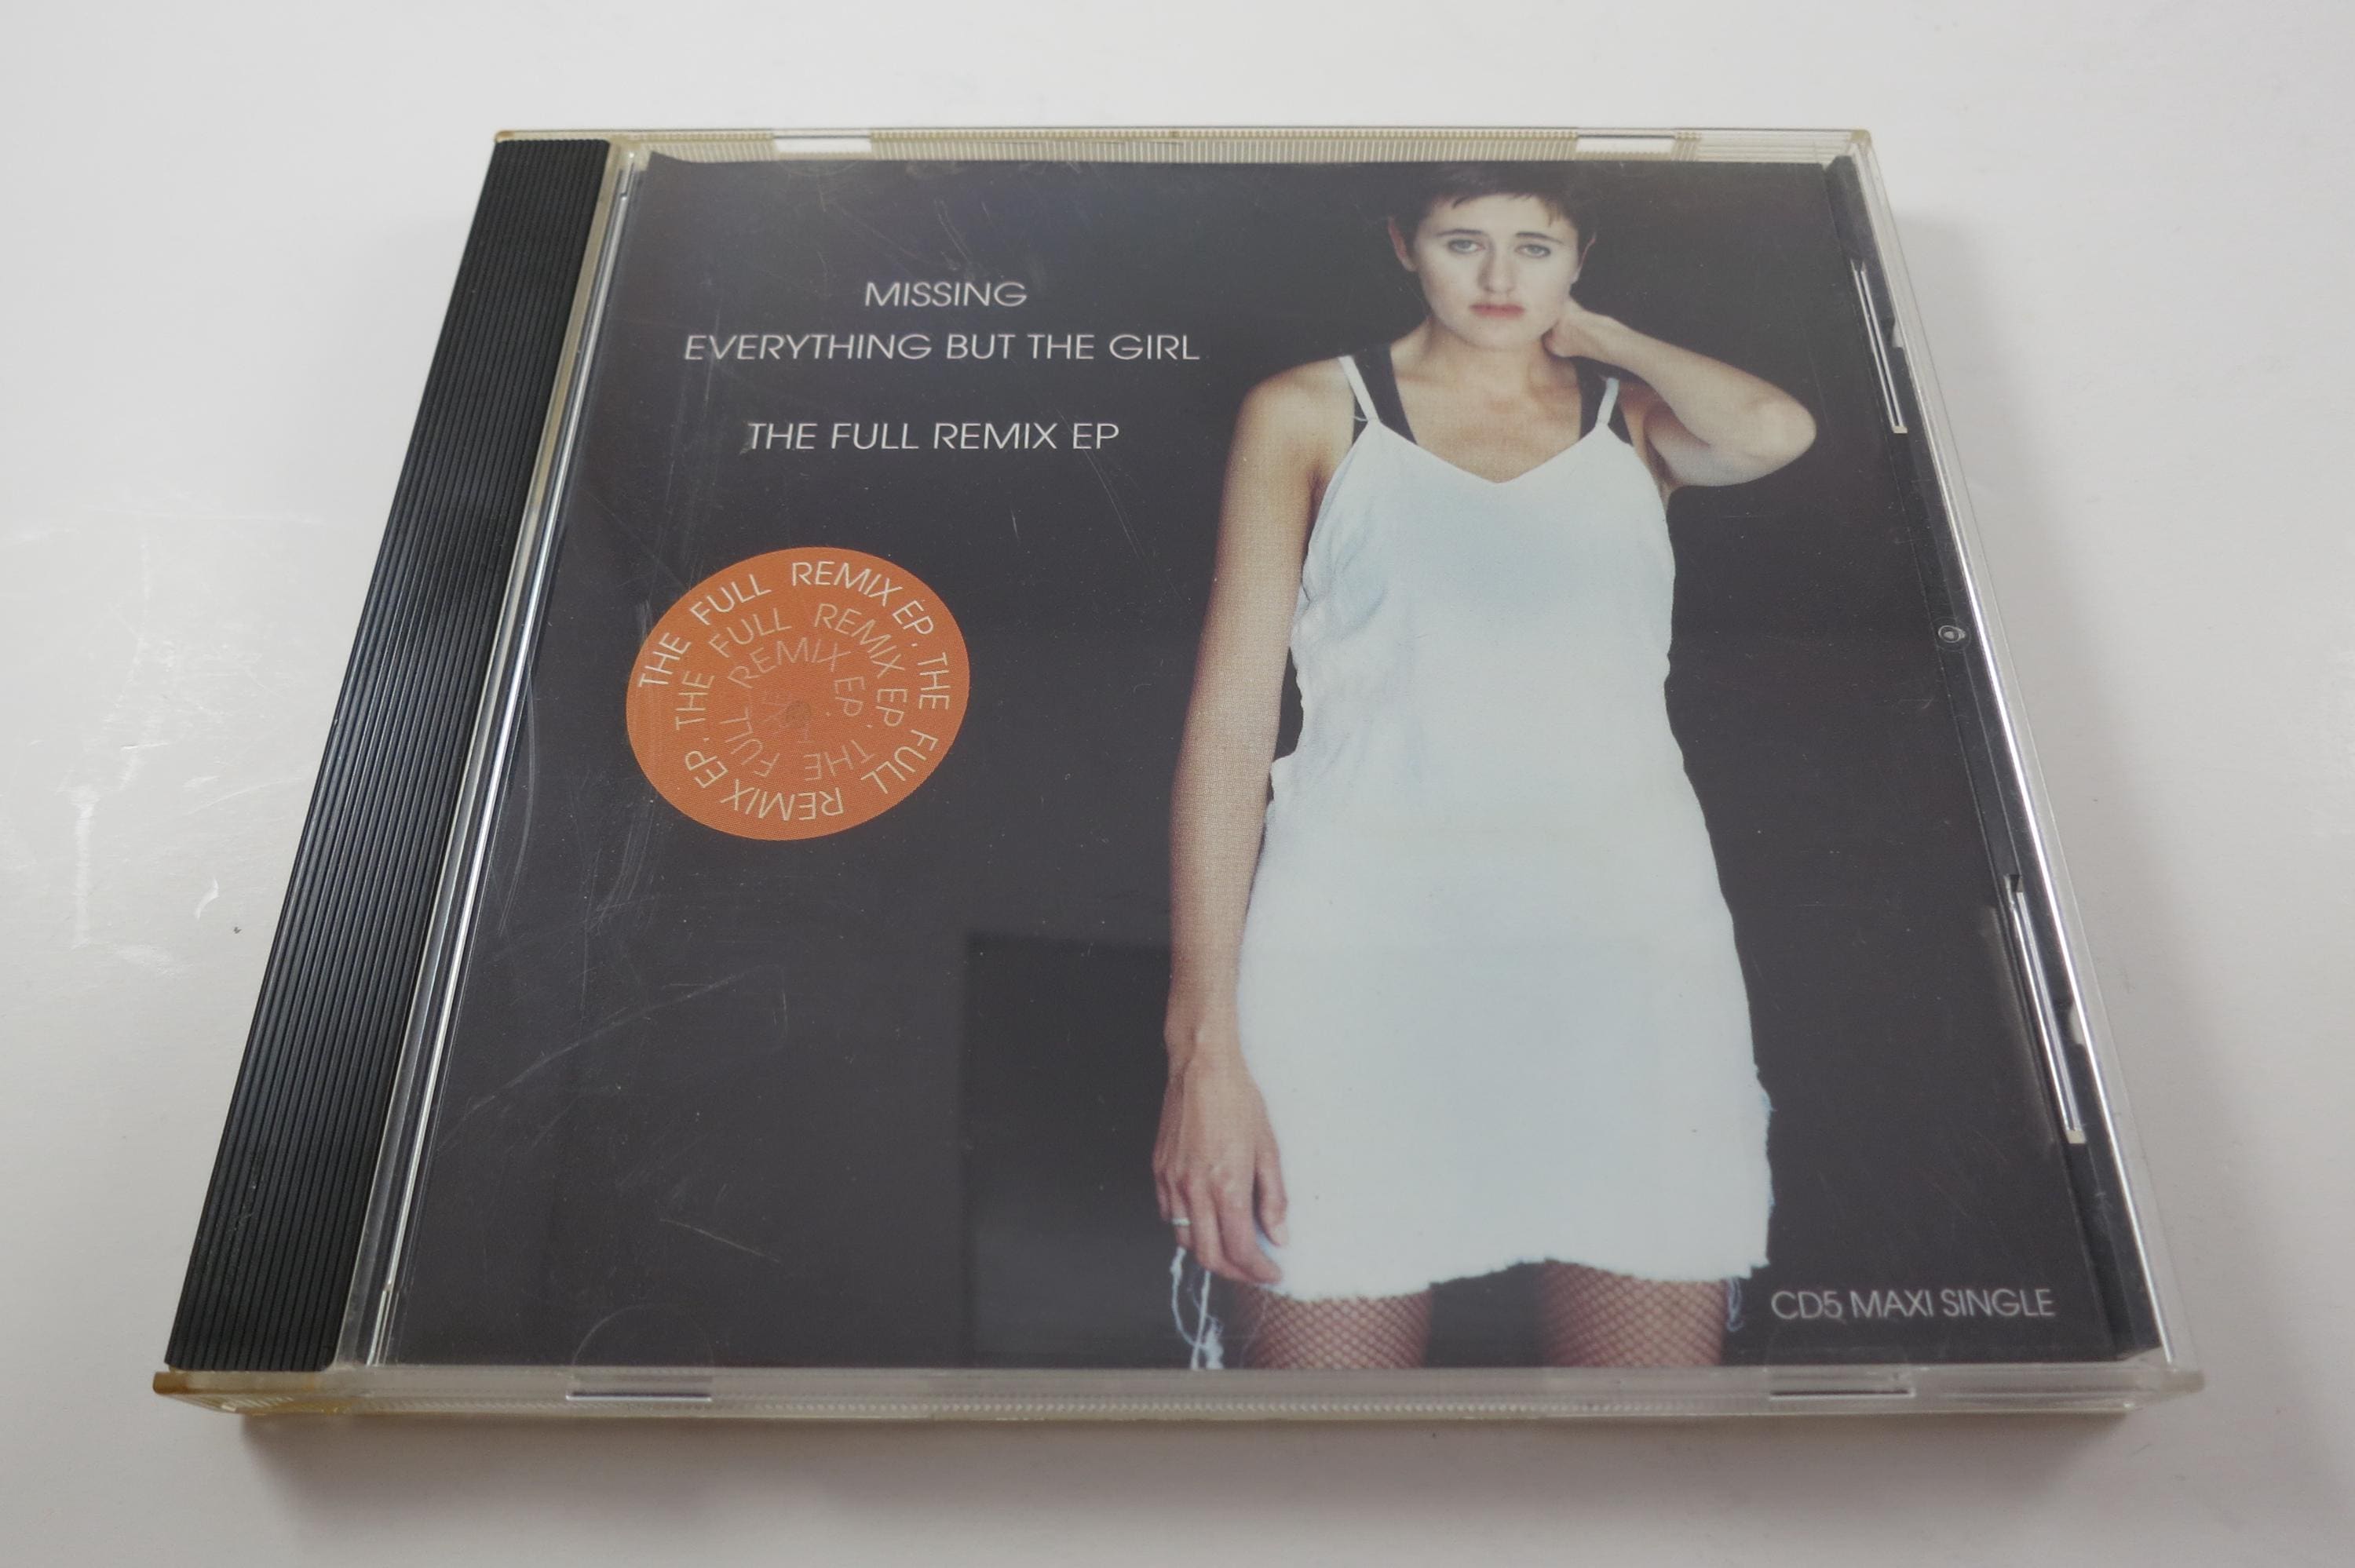 MISSING
EVERYTHING BUT THE GIRL
THE FULL REMIX EP
THE FULL REMIX EP. THE FULL REMIX EP. THE FULL REMIX EP. THE FULL REMIX EP.
CD5 MAXI SINGLE